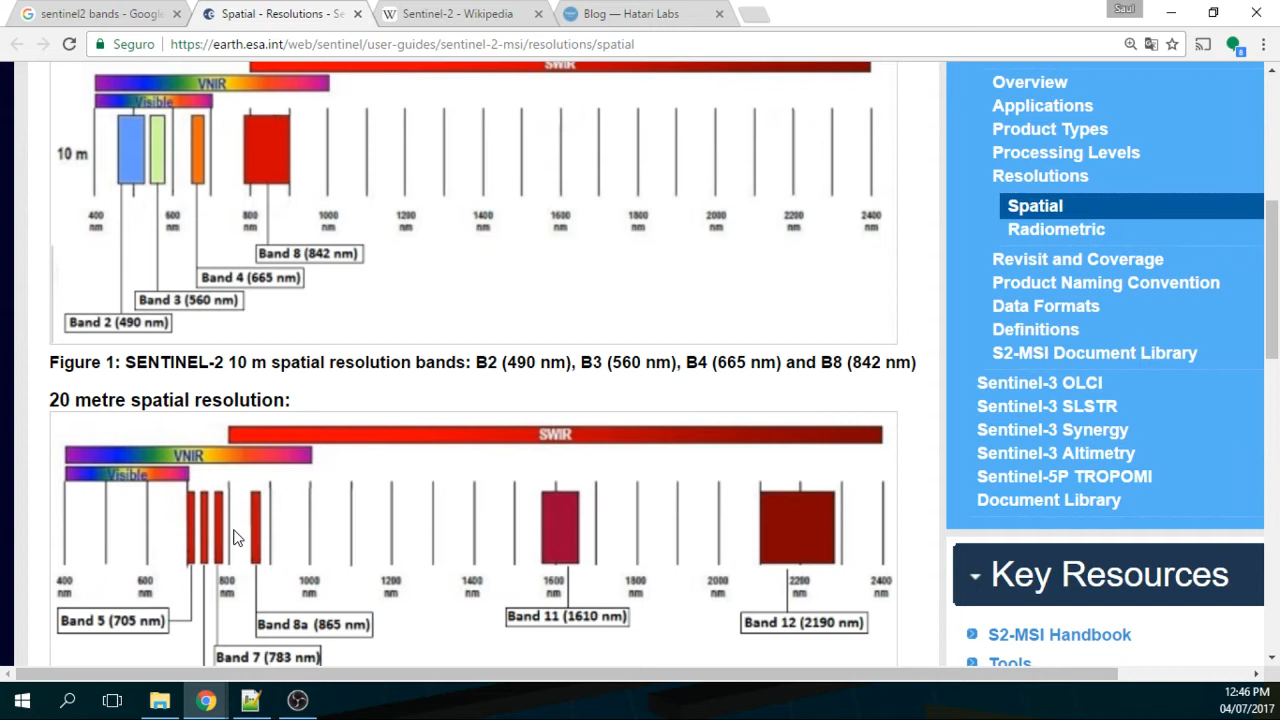 sentinel2 bands - Google
Spatial - Resolutions - Se
Sentinel-2 - Wikipedia
Blog — Hatari Labs
Saul
Seguro
https://earth.esa.int/web/sentinel/user-guides/sentinel-2-msi/resolutions/spatial
8
SWIR
VNIR
Visible
10 m
400 nm
600 nm
800 nm
1000 nm
1200 nm
1400 nm
1600 nm
1800 nm
2000 nm
2200 nm
2400 nm
Band 8 (842 nm)
Band 4 (665 nm)
Band 3 (560 nm)
Band 2 (490 nm)
Figure 1: SENTINEL-2 10 m spatial resolution bands: B2 (490 nm), B3 (560 nm), B4 (665 nm) and B8 (842 nm)
20 metre spatial resolution:
SWIR
VNIR
Visible
400 nm
600 nm
800 nm
1000 nm
1200 nm
1400 nm
1600 nm
1800 nm
2000 nm
2200 nm
2400 nm
Band 5 (705 nm)
Band 8a (865 nm)
Band 11 (1610 nm)
Band 12 (2190 nm)
Band 7 (783 nm)
Overview
Applications
Product Types
Processing Levels
Resolutions
Spatial
Radiometric
Revisit and Coverage
Product Naming Convention
Data Formats
Definitions
S2-MSI Document Library
Sentinel-3 OLCI
Sentinel-3 SLSTR
Sentinel-3 Synergy
Sentinel-3 Altimetry
Sentinel-5P TROPOMI
Document Library
Key Resources
S2-MSI Handbook
Tools
12:46 PM
04/07/2017